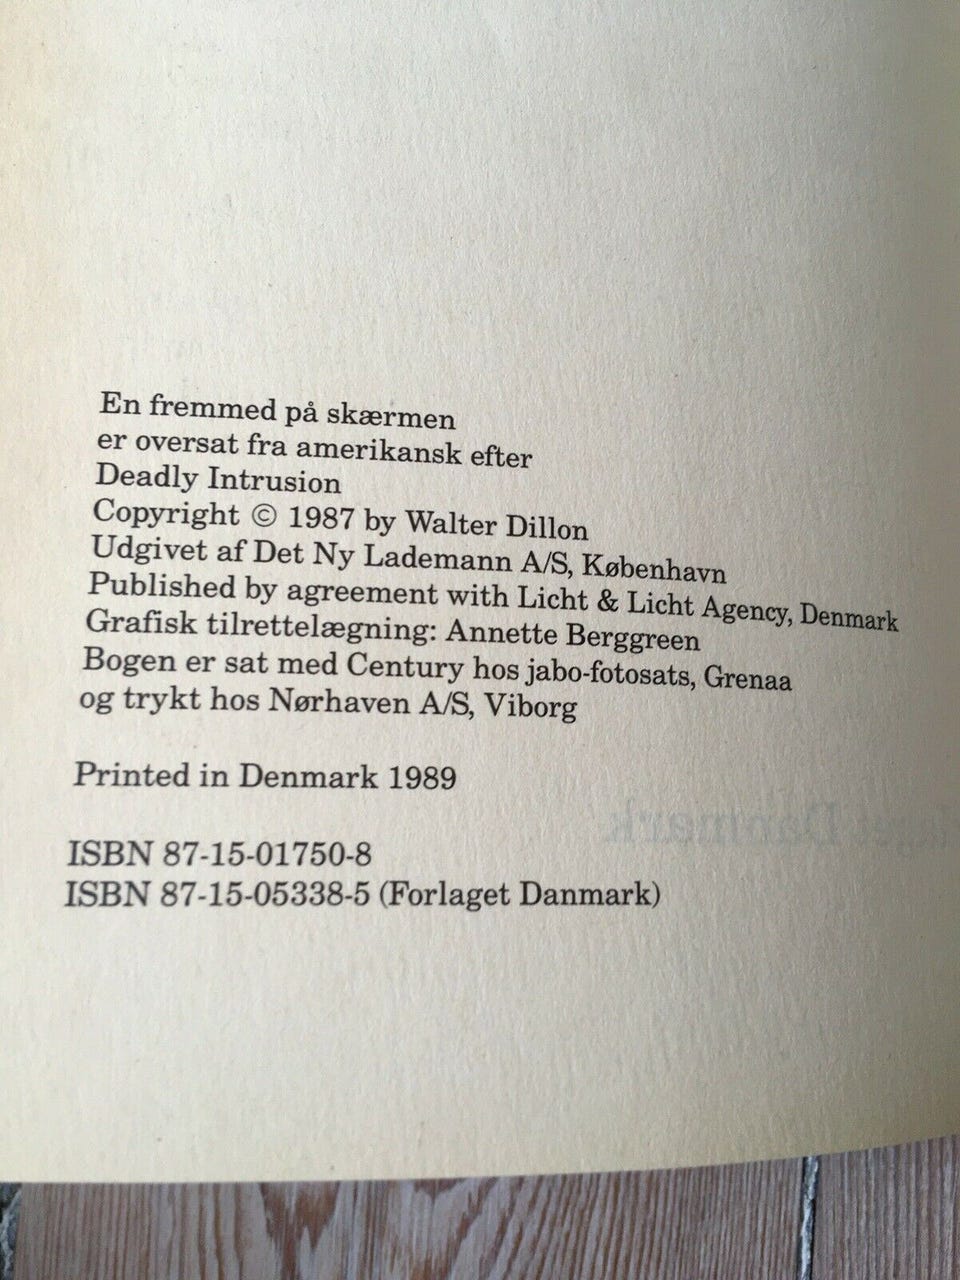 En fremmed på skærmen
er oversat fra amerikansk efter
Deadly Intrusion
Copyright © 1987 by Walter Dillon
Udgivet af Det Ny Lademann A/S, København
Published by agreement with Licht & Licht Agency, Denmark
Grafisk tilrettelægning: Annette Berggreen
Bogen er sat med Century hos jabo-fotosats, Grenaa
og trykt hos Nørhaven A/S, Viborg
Printed in Denmark 1989
ISBN 87-15-01750-8
ISBN 87-15-05338-5 (Forlaget Danmark)